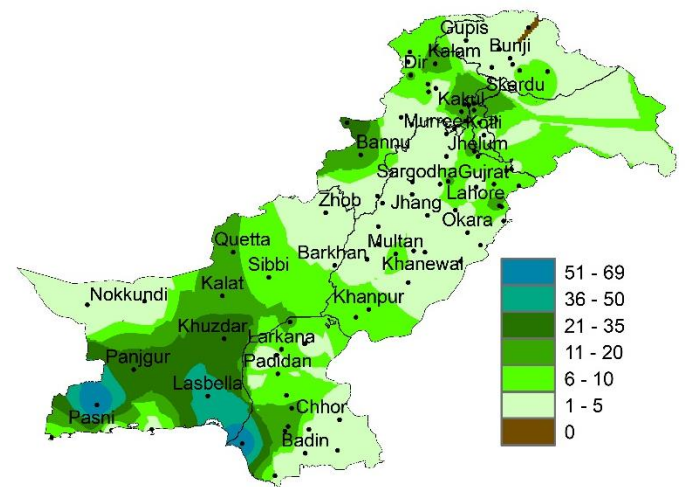 Gupis
Bunji
Kalam
Dir
Skardu
Kakul
Murree
Kotli
Bannu
Jhelum
Sargodha
Gujrat
Lahore
Zhob
Jhang
Okara
Quetta
Multan
Barkhan
Sibbi
Khanewal
Nokkundi
Kalat
Khanpur
Khuzdar
Larkana
Panjgur
Padidan
Lasbella
Pasni
Chhor
Badin
51 - 69
36 - 50
21 - 35
11 - 20
6 - 10
1 - 5
0